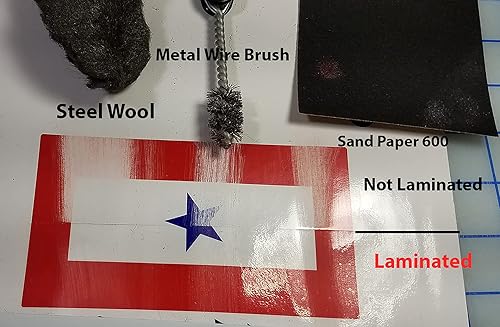 Metal Wire Brush
Steel Wool
Sand Paper 600
Not Laminated
Laminated